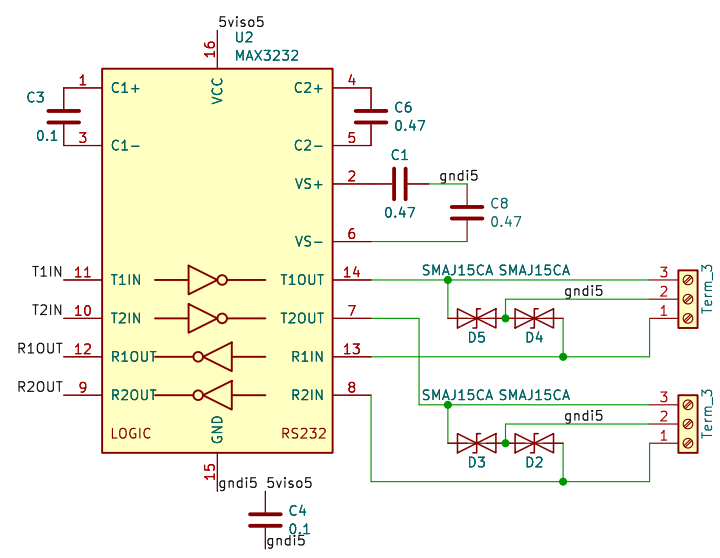 5viso5
U2
MAX3232
16
VCC
1
C1+
C2+
4
C3
0.1
C6
0.47
3
C1-
C2-
5
C1
VS+
2
gndi5
0.47
C8
0.47
VS-
6
T1IN
11
T1IN
T1OUT
14
SMAJ15CA
SMAJ15CA
3
gndi5
2
Term_3
T2IN
10
T2IN
T2OUT
7
D5
D4
1
R1OUT
12
R1OUT
R1IN
13
R2OUT
9
R2OUT
R2IN
8
SMAJ15CA
SMAJ15CA
3
gndi5
2
Term_3
LOGIC
GND
RS232
D3
D2
1
15
gndi5
5viso5
C4
0.1
gndi5